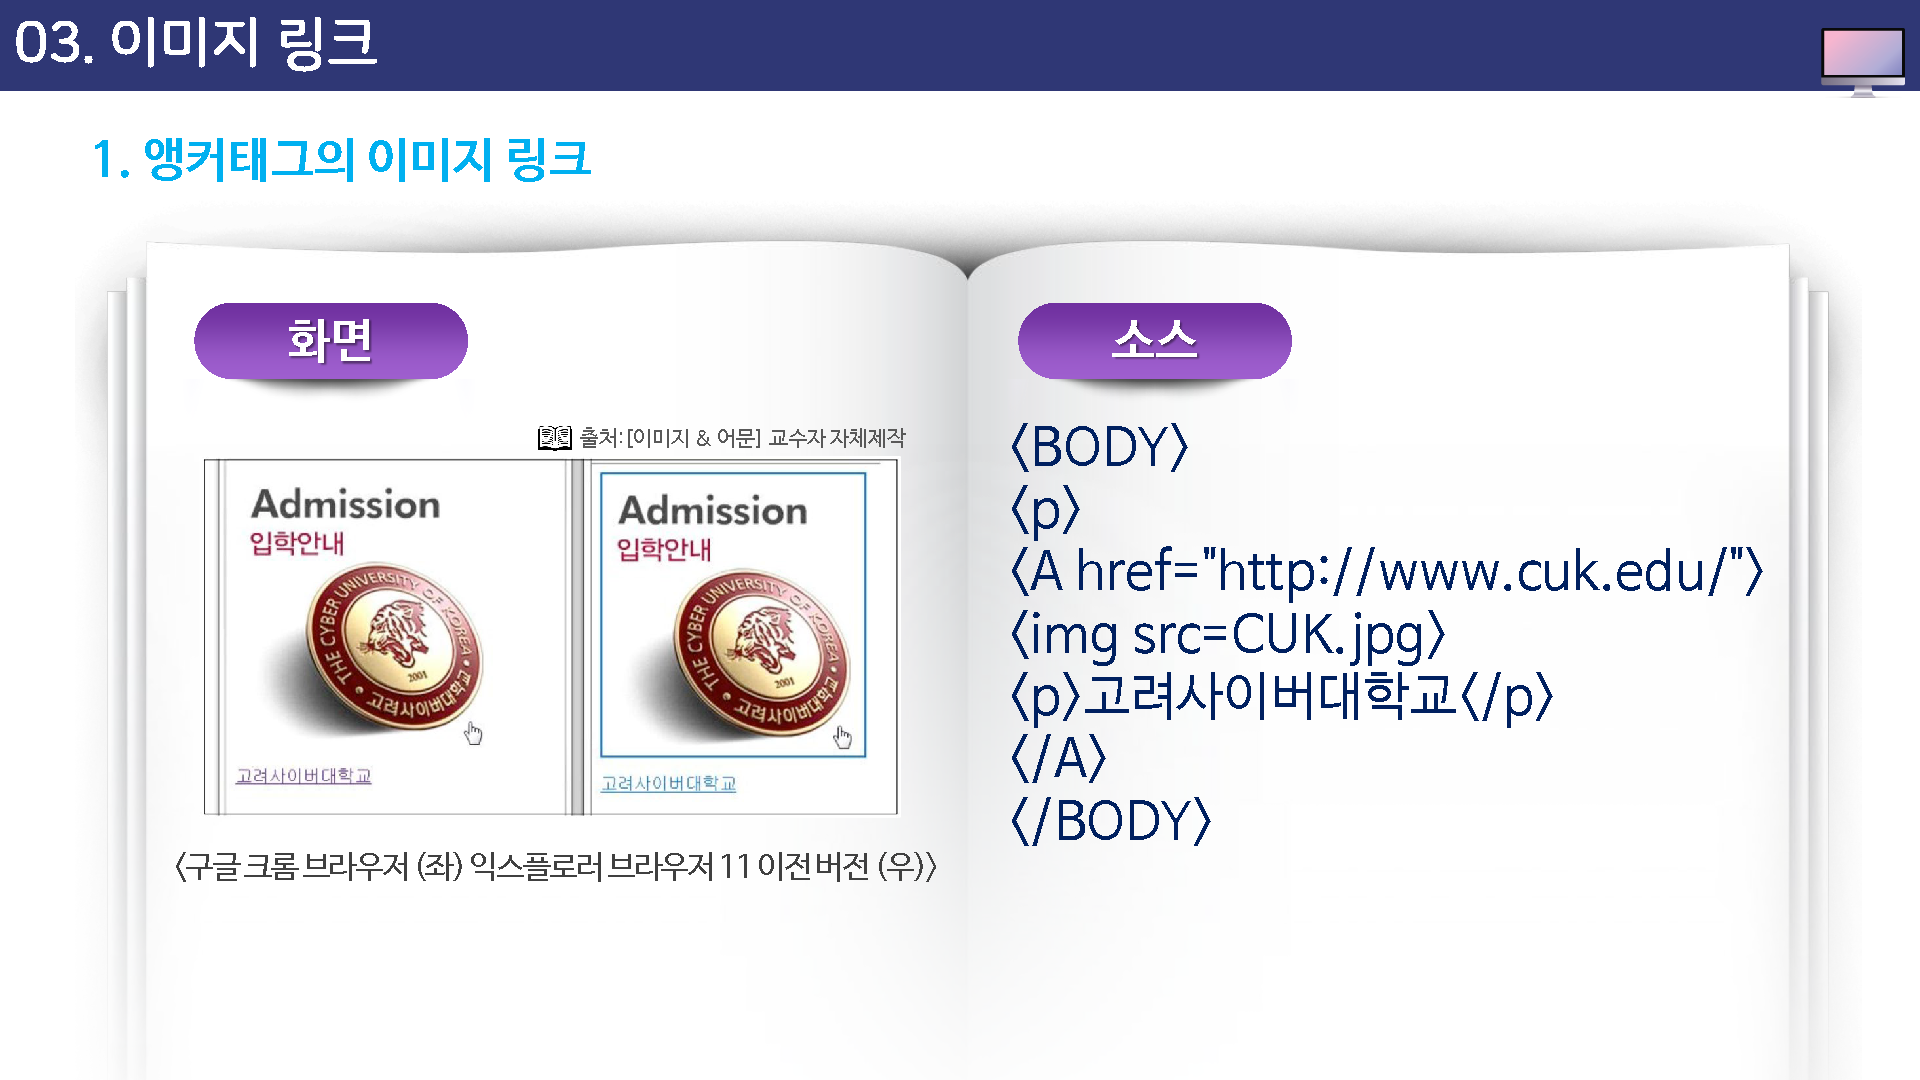 03. 이미지 링크
1. 앵커태그의 이미지 링크
화면
출처: [이미지 & 어문] 교수자 자체제작
Admission
입학안내
THE CYBER UNIVERSITY OF KOREA
2001
고려사이버대학교
고려사이버대학교
Admission
입학안내
THE CYBER UNIVERSITY OF KOREA
2001
고려사이버대학교
고려사이버대학교
<구글 크롬 브라우저 (좌) 익스플로러 브라우저 11 이전 버전 (우)>
소스
<BODY>
<p>
<A href="http://www.cuk.edu/">
<img src=CUK.jpg>
<p>고려사이버대학교</p>
</A>
</BODY>